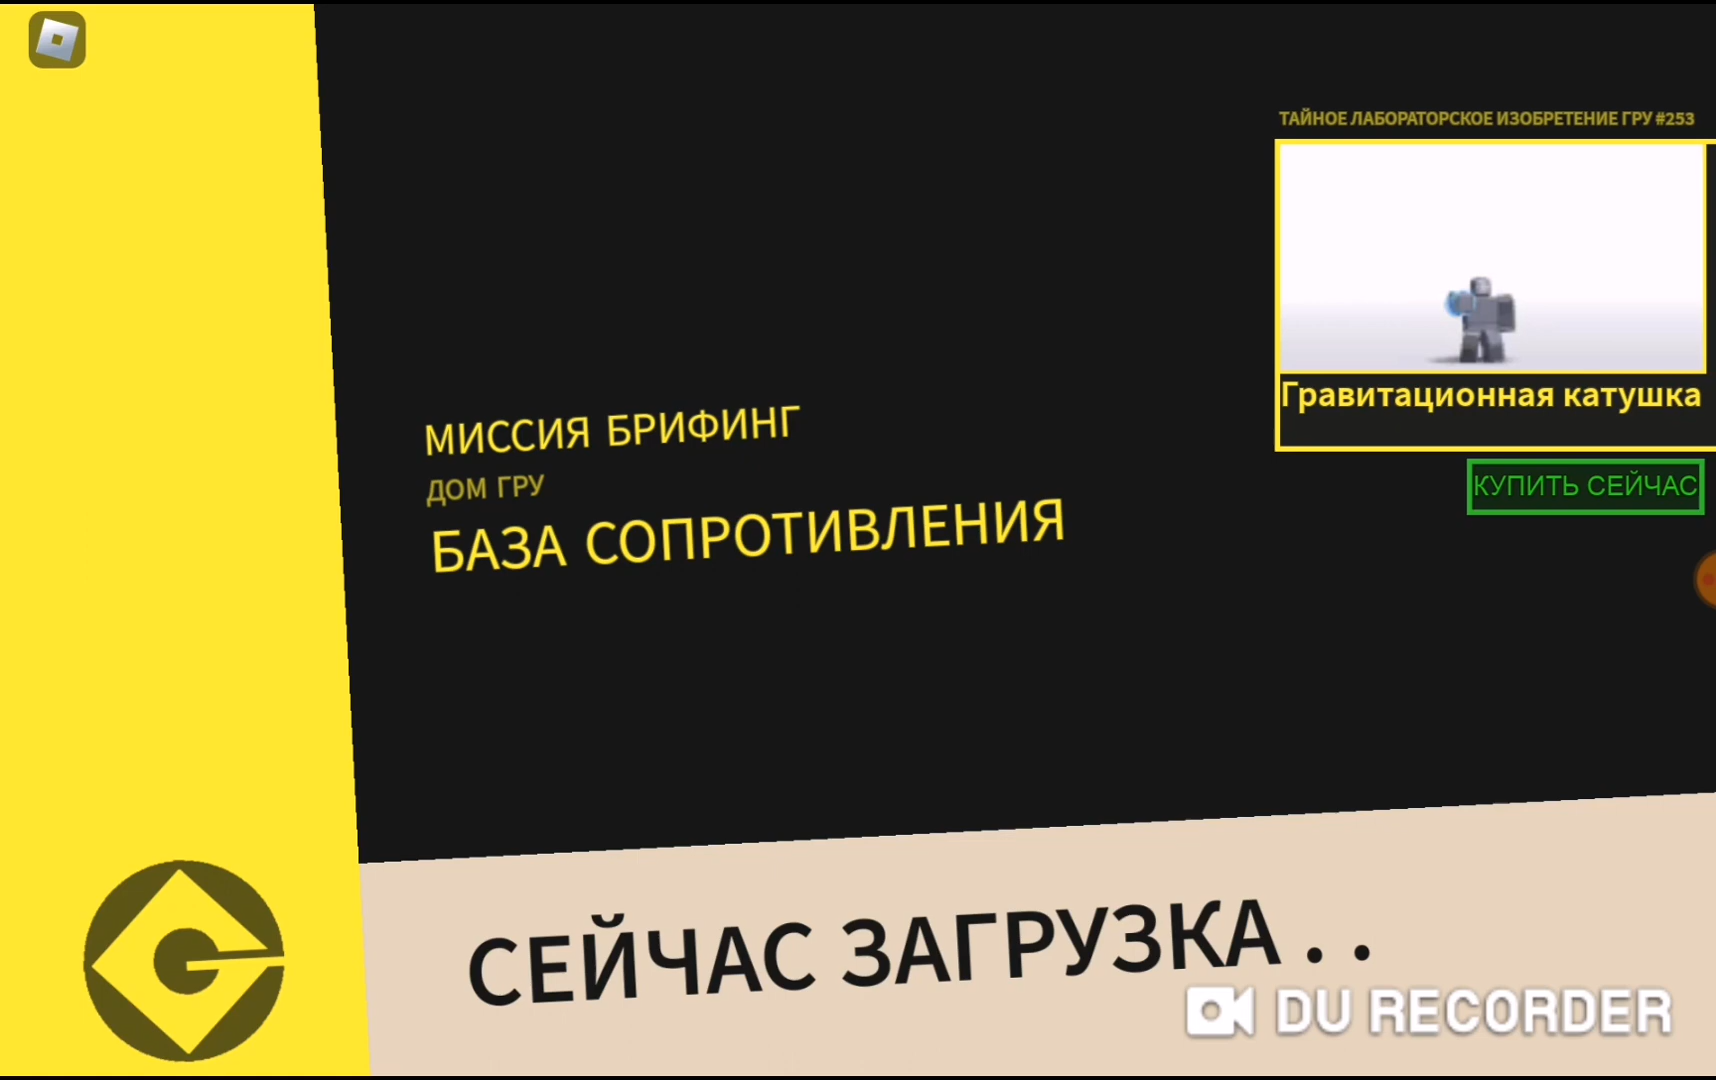 ТАЙНОЕ ЛАБОРАТОРСКОЕ ИЗОБРЕТЕНИЕ ГРУ #253
Гравитационная катушка
КУПИТЬ СЕЙЧАС
МИССИЯ БРИФИНГ
ДОМ ГРУ
БАЗА СОПРОТИВЛЕНИЯ
СЕЙЧАС ЗАГРУЗКА . .
DU RECORDER